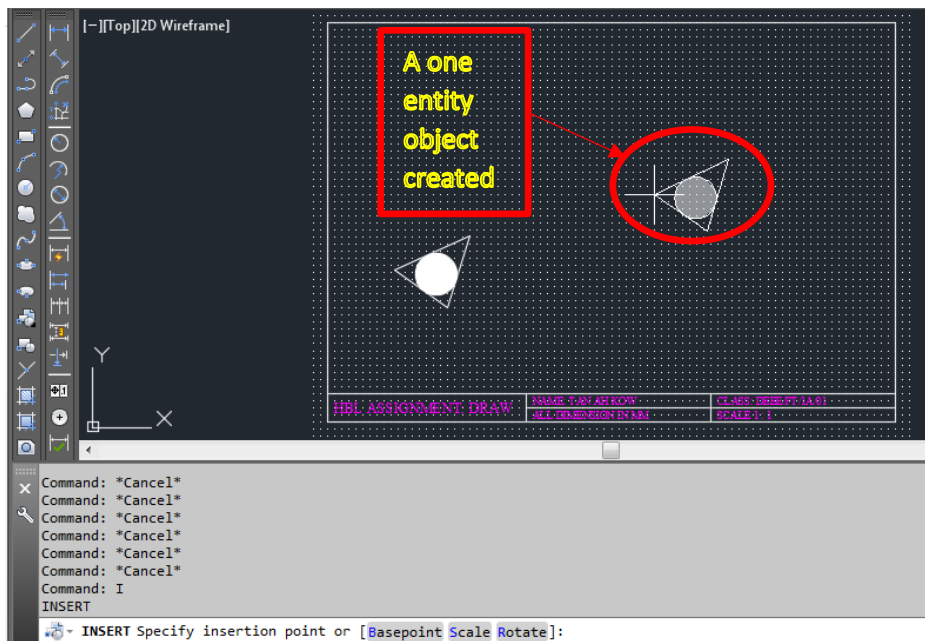 [−][Top][2D Wireframe]
A one
entity
object
created
Y
X
HBL ASSIGNMENT: DRAW
NAME: TAN AH KOW
CLASS: DEEE/FT/1A/01
ALL DIMENSION IN MM
SCALE 1 : 1
Command: *Cancel*
Command: *Cancel*
Command: *Cancel*
Command: *Cancel*
Command: *Cancel*
Command: *Cancel*
Command: I
INSERT
INSERT Specify insertion point or [Basepoint Scale Rotate]: